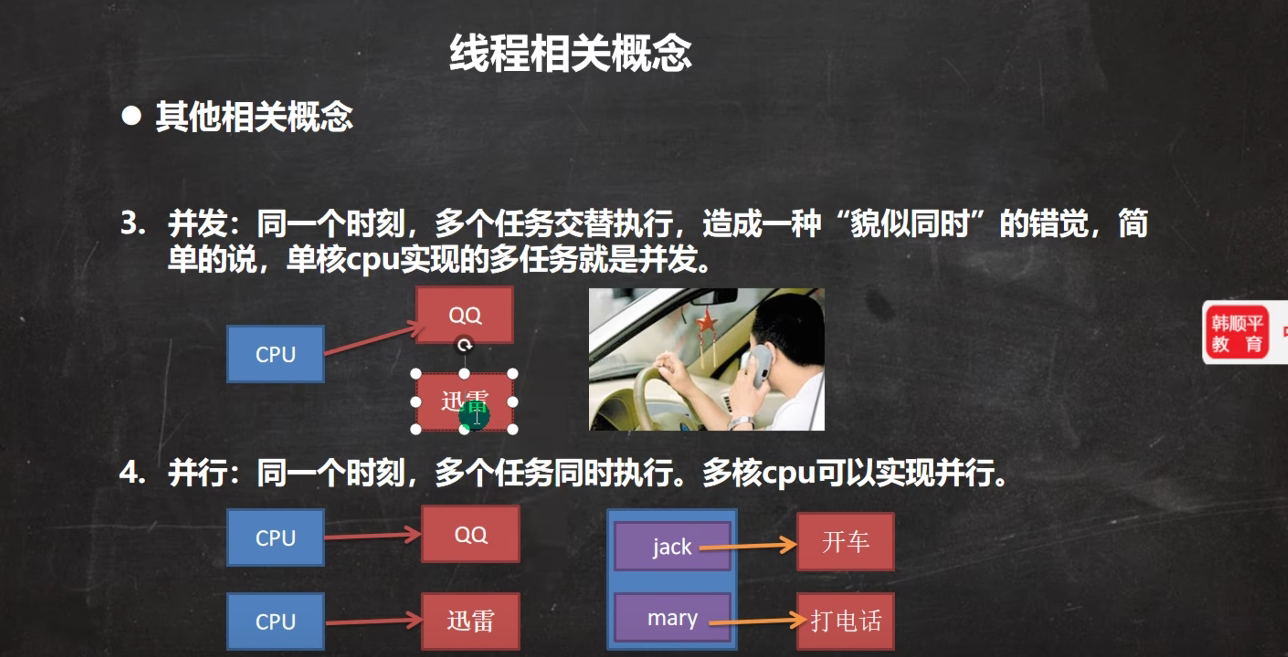 线程相关概念
● 其他相关概念
3. 并发：同一个时刻，多个任务交替执行，造成一种“貌似同时”的错觉，简
单的说，单核cpu实现的多任务就是并发。
QQ
CPU
迅雷
韩顺平
教 育
4. 并行：同一个时刻，多个任务同时执行。多核cpu可以实现并行。
CPU
QQ
jack
开车
CPU
迅雷
mary
打电话